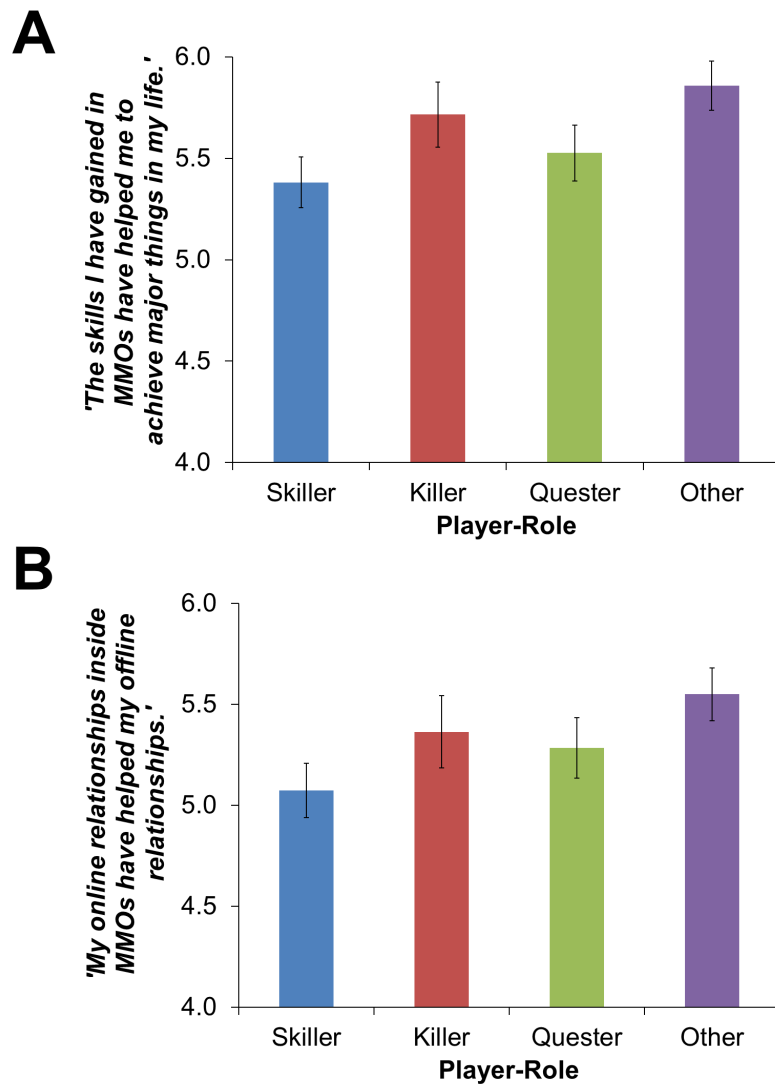 A
'The skills I have gained in
MMOs have helped me to
achieve major things in my life.'
6.0
5.5
5.0
4.5
4.0
Skiller Killer Quester Other
Player-Role
B
'My online relationships inside
MMOs have helped my offline
relationships.'
6.0
5.5
5.0
4.5
4.0
Skiller Killer Quester Other
Player-Role